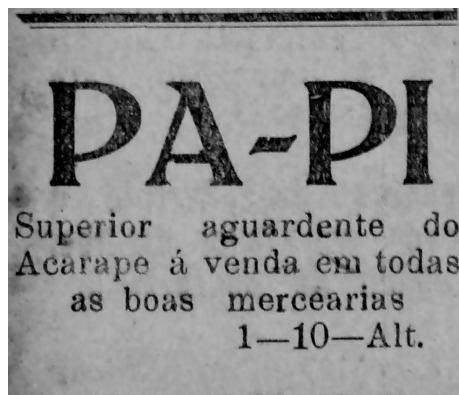 PA-PI
Superior aguardente do
Acarape á venda em todas
as boas mercearias
1—10—Alt.